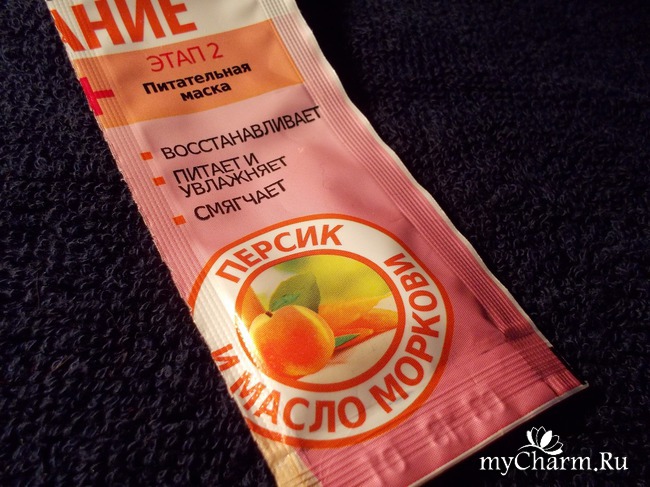 АНИЕ
ЭТАП 2
Питательная
маска
+
ВОССТАНАВЛИВАЕТ
ПИТАЕТ И
УВЛАЖНЯЕТ
СМЯГЧАЕТ
ПЕРСИК
И МАСЛО МОРКОВИ
myCharm.Ru